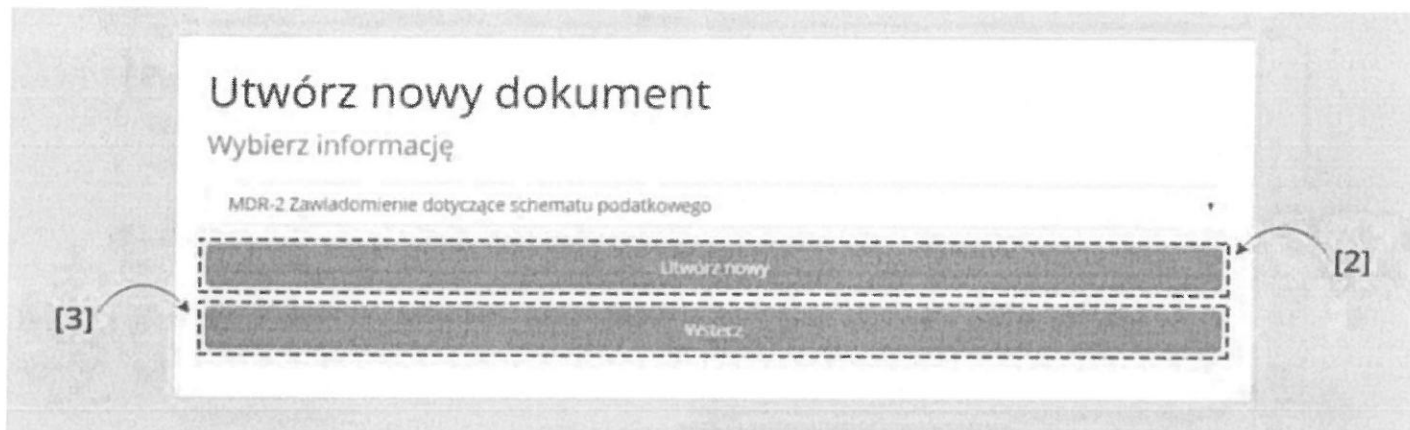 Utwórz nowy dokument
Wybierz informację
MDR-2 Zawiadomienie dotyczące schematu podatkowego
Utwórz nowy
[2]
[3]
Wstecz